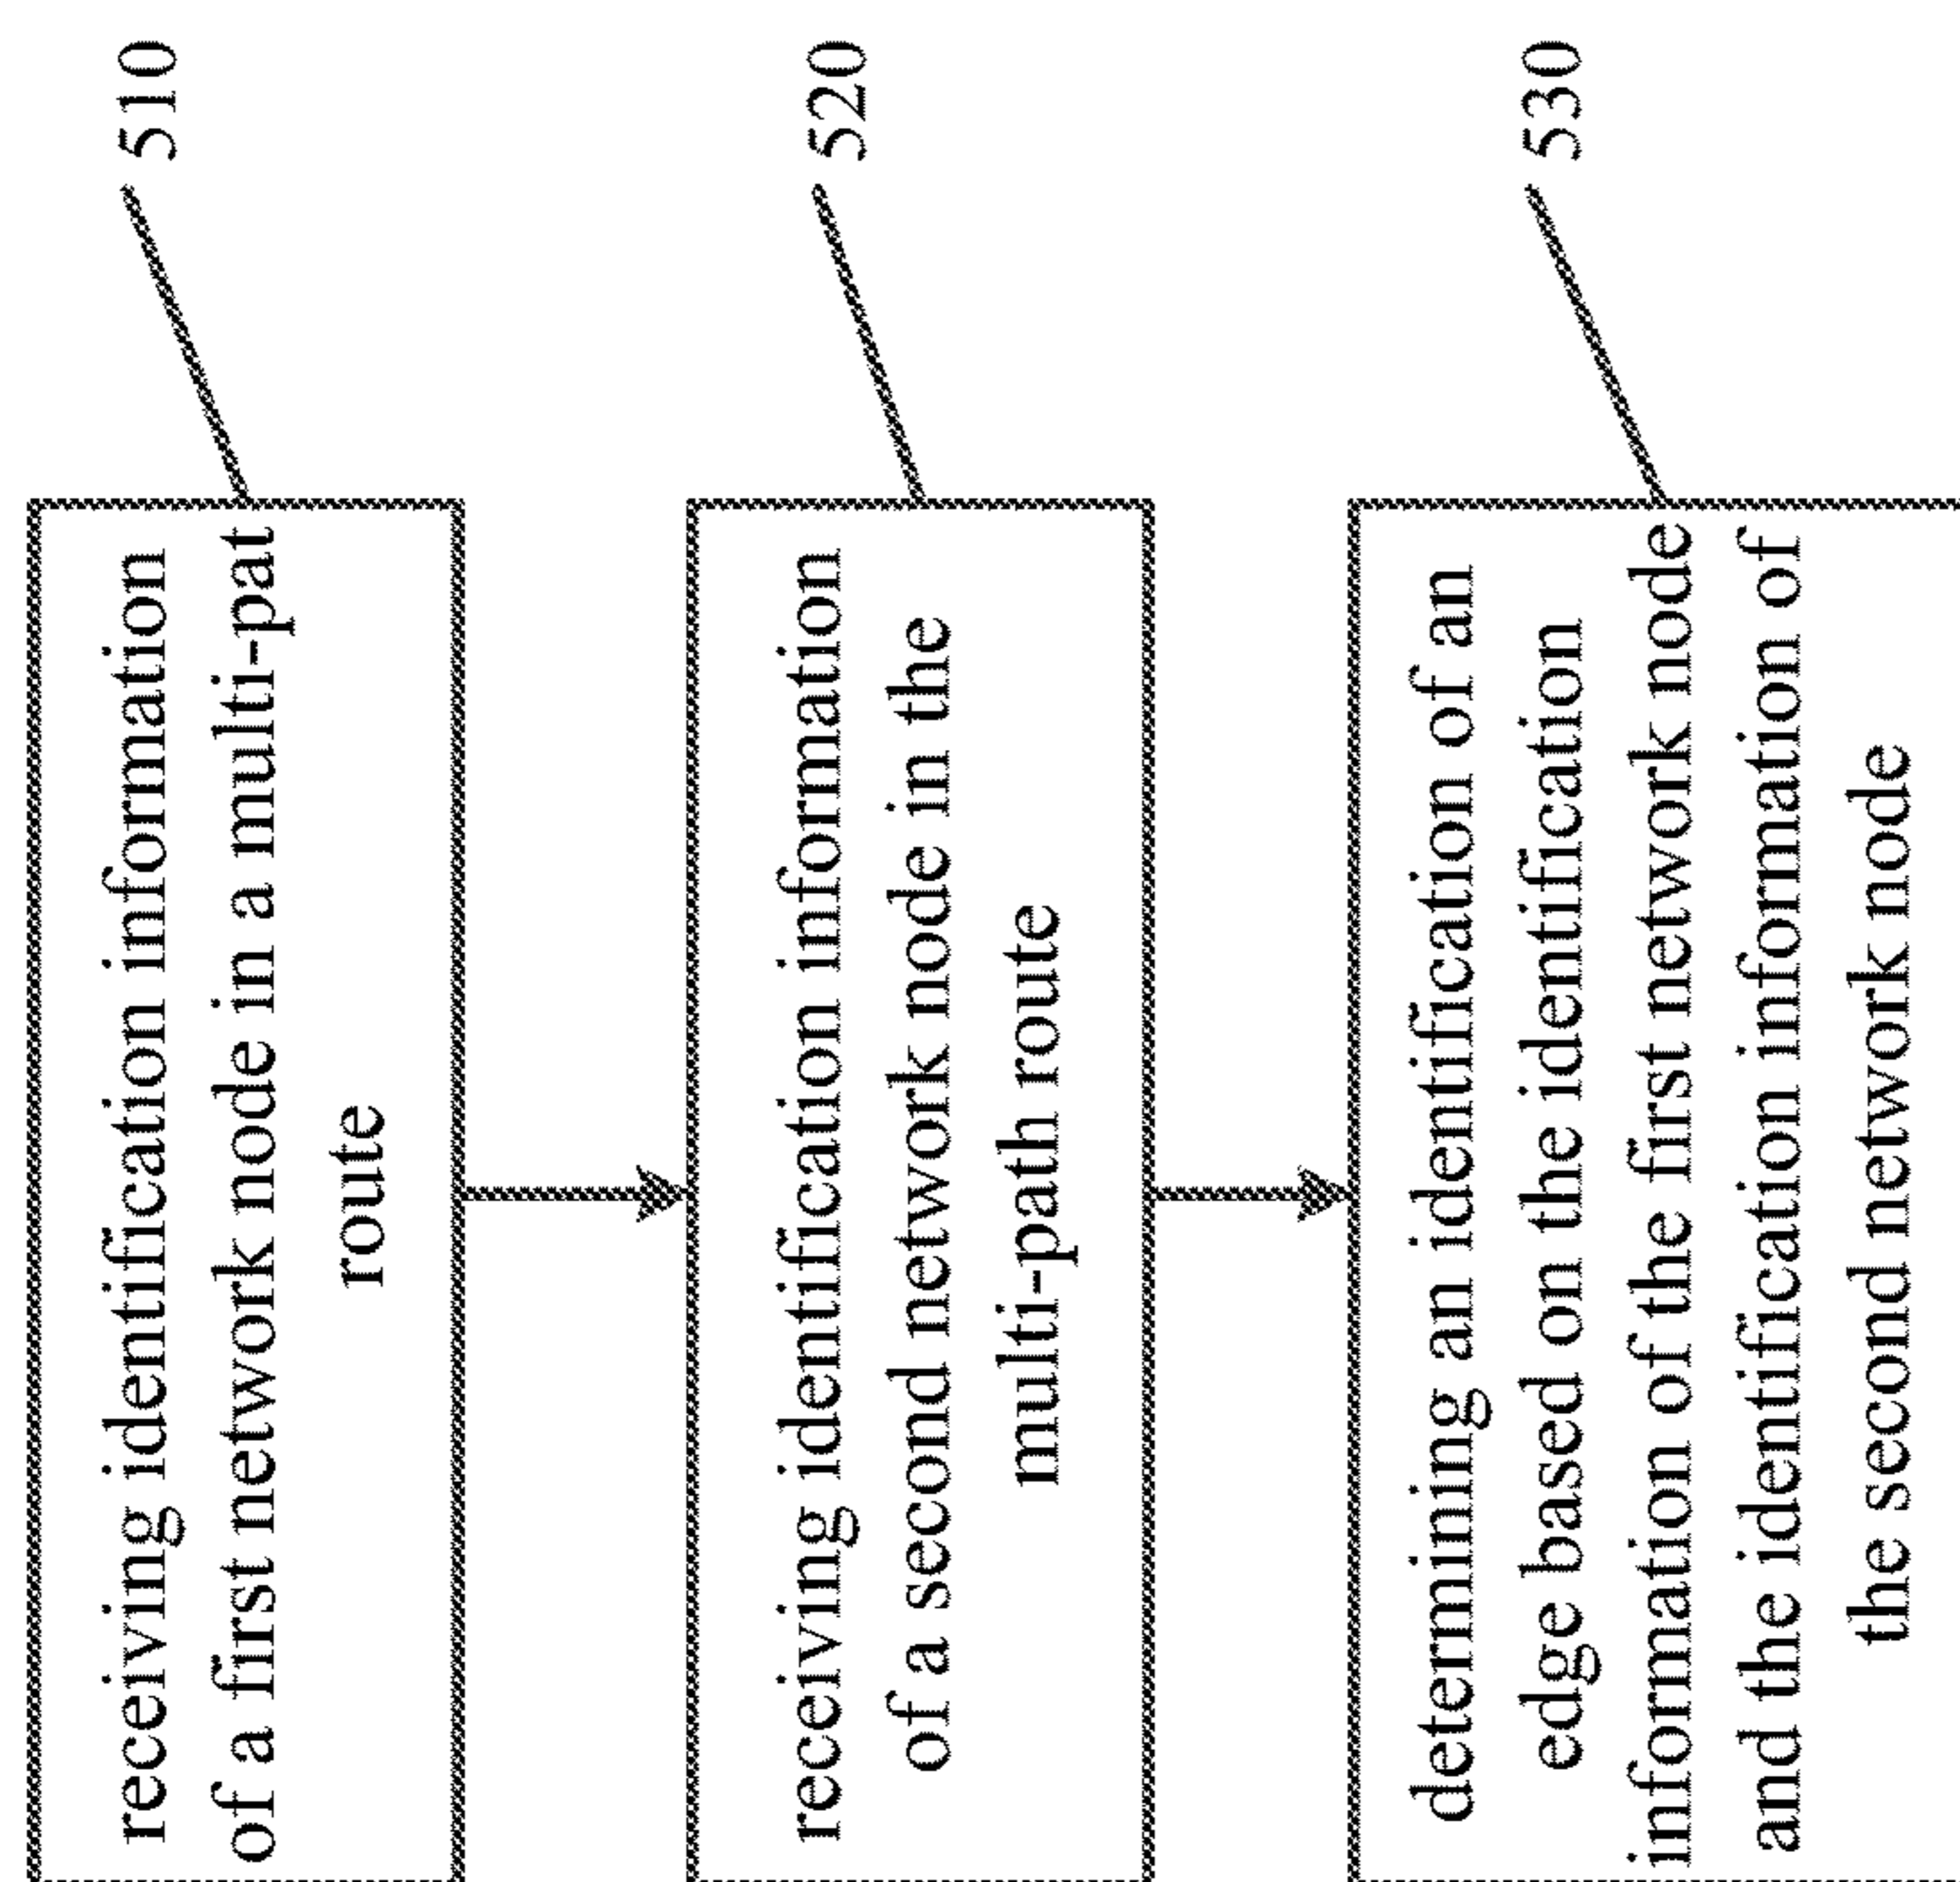 receiving identification information
of a first network node in a multi-pat
route
510
receiving identification information
of a second network node in the
multi-path route
520
determining an identification of an
edge based on the identification
information of the first network node
and the identification information of
the second network node
530